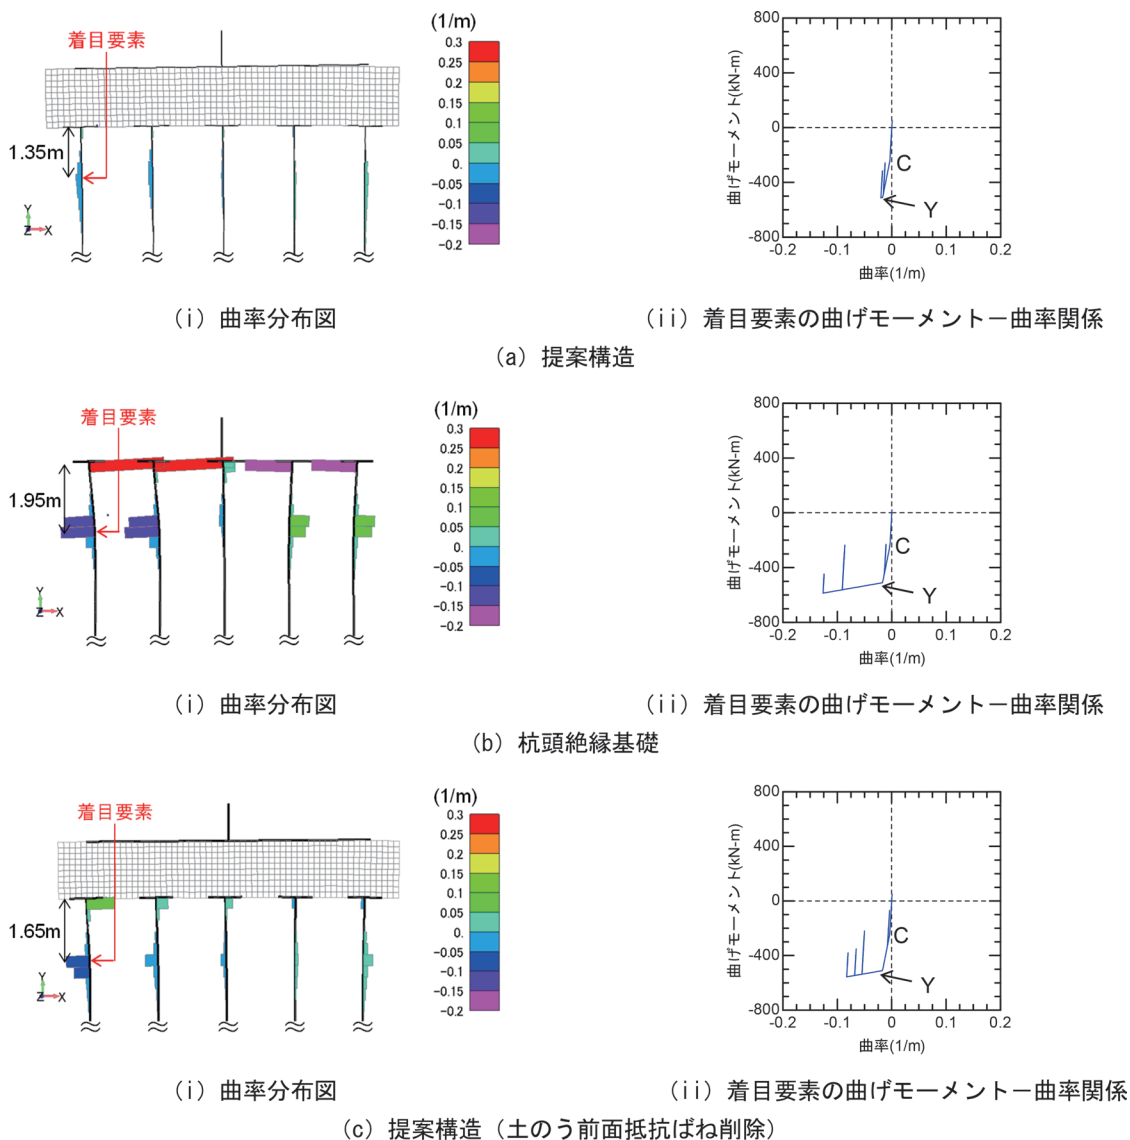 着目要素
1.35m
Y
Z
X
(1/m)
0.3
0.25
0.2
0.15
0.1
0.05
0.
-0.05
-0.1
-0.15
-0.2
曲げモーメント(kN-m)
800
400
0
-400
-800
-0.2
-0.1
0
0.1
0.2
C
Y
曲率(1/m)
(i) 曲率分布図
(ii) 着目要素の曲げモーメントー曲率関係
(a) 提案構造
着目要素
1.95m
Y
Z
X
(1/m)
0.3
0.25
0.2
0.15
0.1
0.05
0.
-0.05
-0.1
-0.15
-0.2
曲げモーメント(kN-m)
800
400
0
-400
-800
-0.2
-0.1
0
0.1
0.2
C
Y
曲率(1/m)
(i) 曲率分布図
(ii) 着目要素の曲げモーメントー曲率関係
(b) 杭頭絶縁基礎
着目要素
1.65m
Y
Z
X
(1/m)
0.3
0.25
0.2
0.15
0.1
0.05
0.
-0.05
-0.1
-0.15
-0.2
曲げモーメント(kN-m)
800
400
0
-400
-800
-0.2
-0.1
0
0.1
0.2
C
Y
曲率(1/m)
(i) 曲率分布図
(ii) 着目要素の曲げモーメントー曲率関係
(c) 提案構造 (土のう前面抵抗ばね削除)